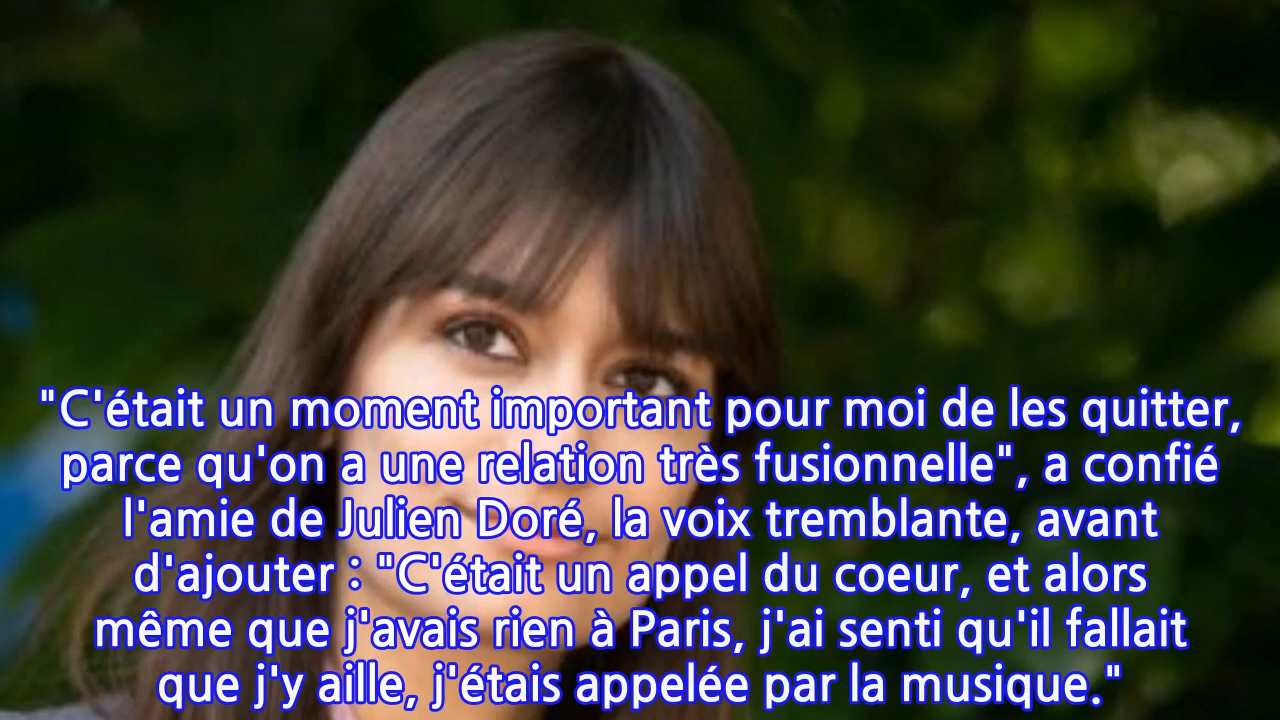 "C'était un moment important pour moi de les quitter,
parce qu'on a une relation très fusionnelle", a confié
l'amie de Julien Doré, la voix tremblante, avant
d'ajouter : "C'était un appel du coeur, et alors
même que j'avais rien à Paris, j'ai senti qu'il fallait
que j'y aille, j'étais appelée par la musique."